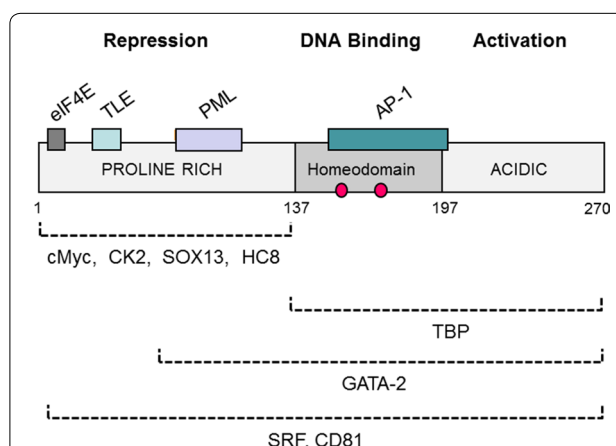 Repression DNA Binding Activation
eIF4E TLE PML AP-1
PROLINE RICH Homeodomain ACIDIC
1 137 197 270
cMyc, CK2, SOX13, HC8
TBP
GATA-2
SRF, CD81